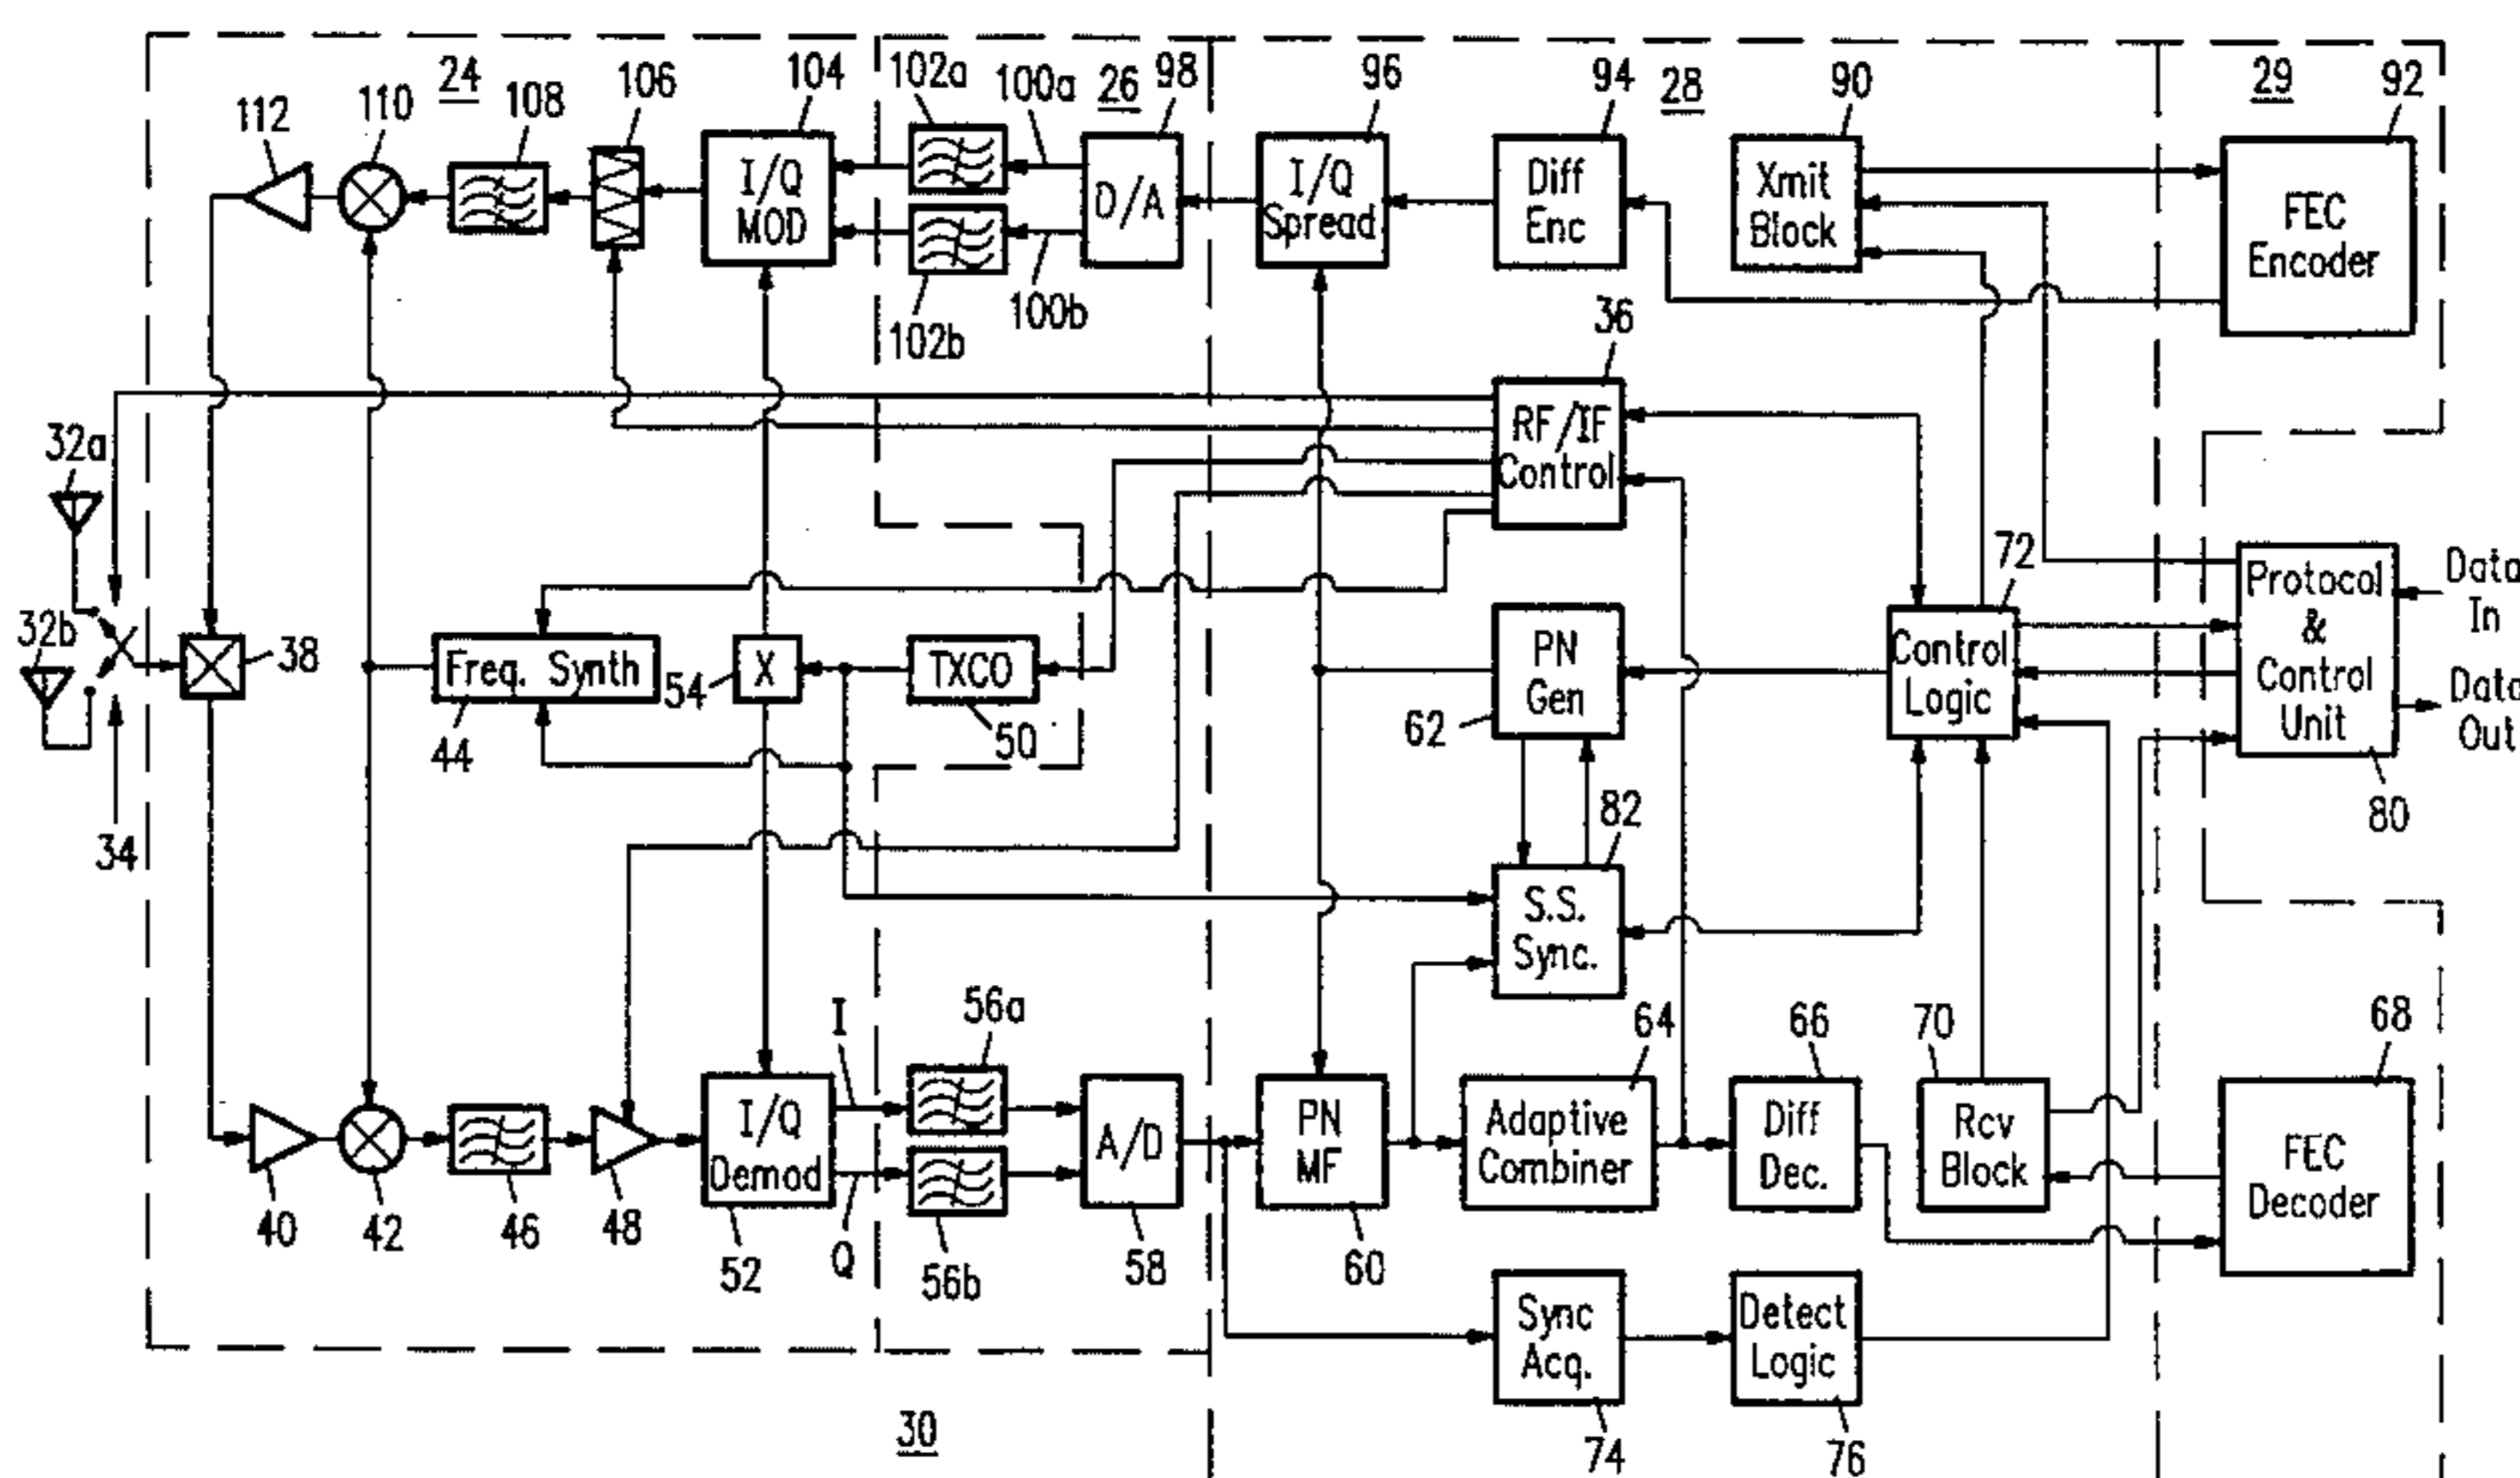 24
112
110
108
106
104
102a
100a
26
98
96
94
28
90
29
92
I/Q
MOD
D/A
I/Q
Spread
Diff
Enc
Xmit
Block
FEC
Encoder
102b
100b
36
RF/IF
Control
32a
32b
34
38
Freq. Synth
44
54
X
TXCO
50
PN
Gen
62
72
Control
Logic
Protocal
&
Control
Unit
80
Data
In
Data
Out
82
S.S.
Sync.
I
Q
56a
56b
40
42
46
48
I/Q
Demod
52
A/D
58
PN
MF
60
64
Adaptive
Combiner
66
Diff
Dec.
70
Rcv
Block
68
FEC
Decoder
Sync
Acq.
74
Detect
Logic
76
30